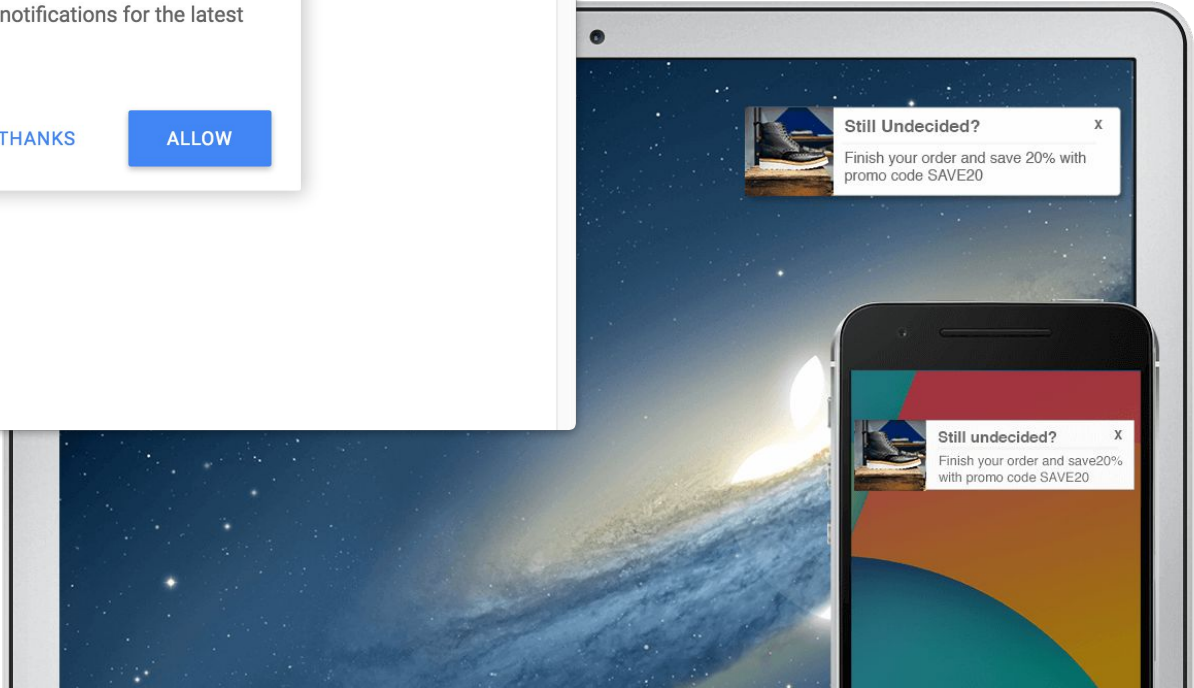 notifications for the latest
THANKS
ALLOW
Still Undecided?
X
Finish your order and save 20% with
promo code SAVE20
Still undecided?
X
Finish your order and save20%
with promo code SAVE20